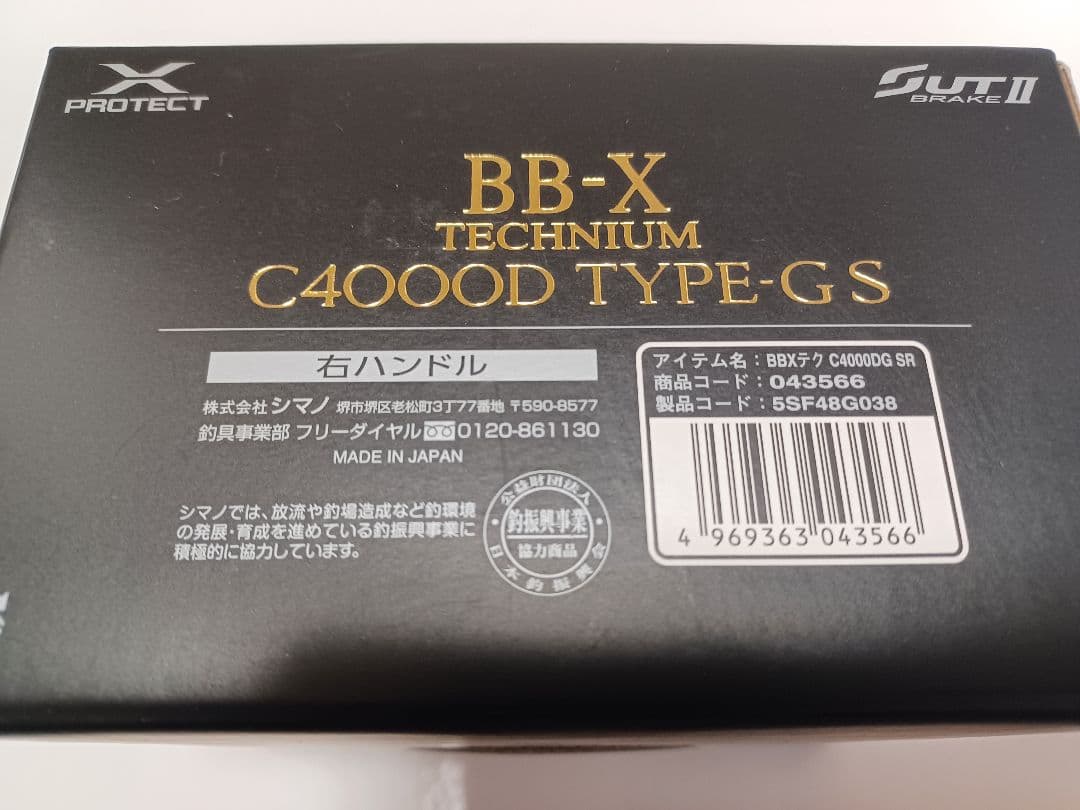 X
PROTECT
SUT II
BRAKE
BB-X
TECHNIUM
C4000D TYPE-G S
右ハンドル
株式会社 シマノ 堺市堺区老松町3丁77番地 〒590-8577
釣具事業部 フリーダイヤル 0120-861130
MADE IN JAPAN
シマノでは、放流や釣場造成など釣環境
の発展・育成を進めている釣振興事業に
積極的に協力しています。
公益財団法人
釣振興事業
協力商品
日本釣振興会
アイテム名：BBXテク C4000DG SR
商品コード：043566
製品コード：5SF48G038
4 969363 043566